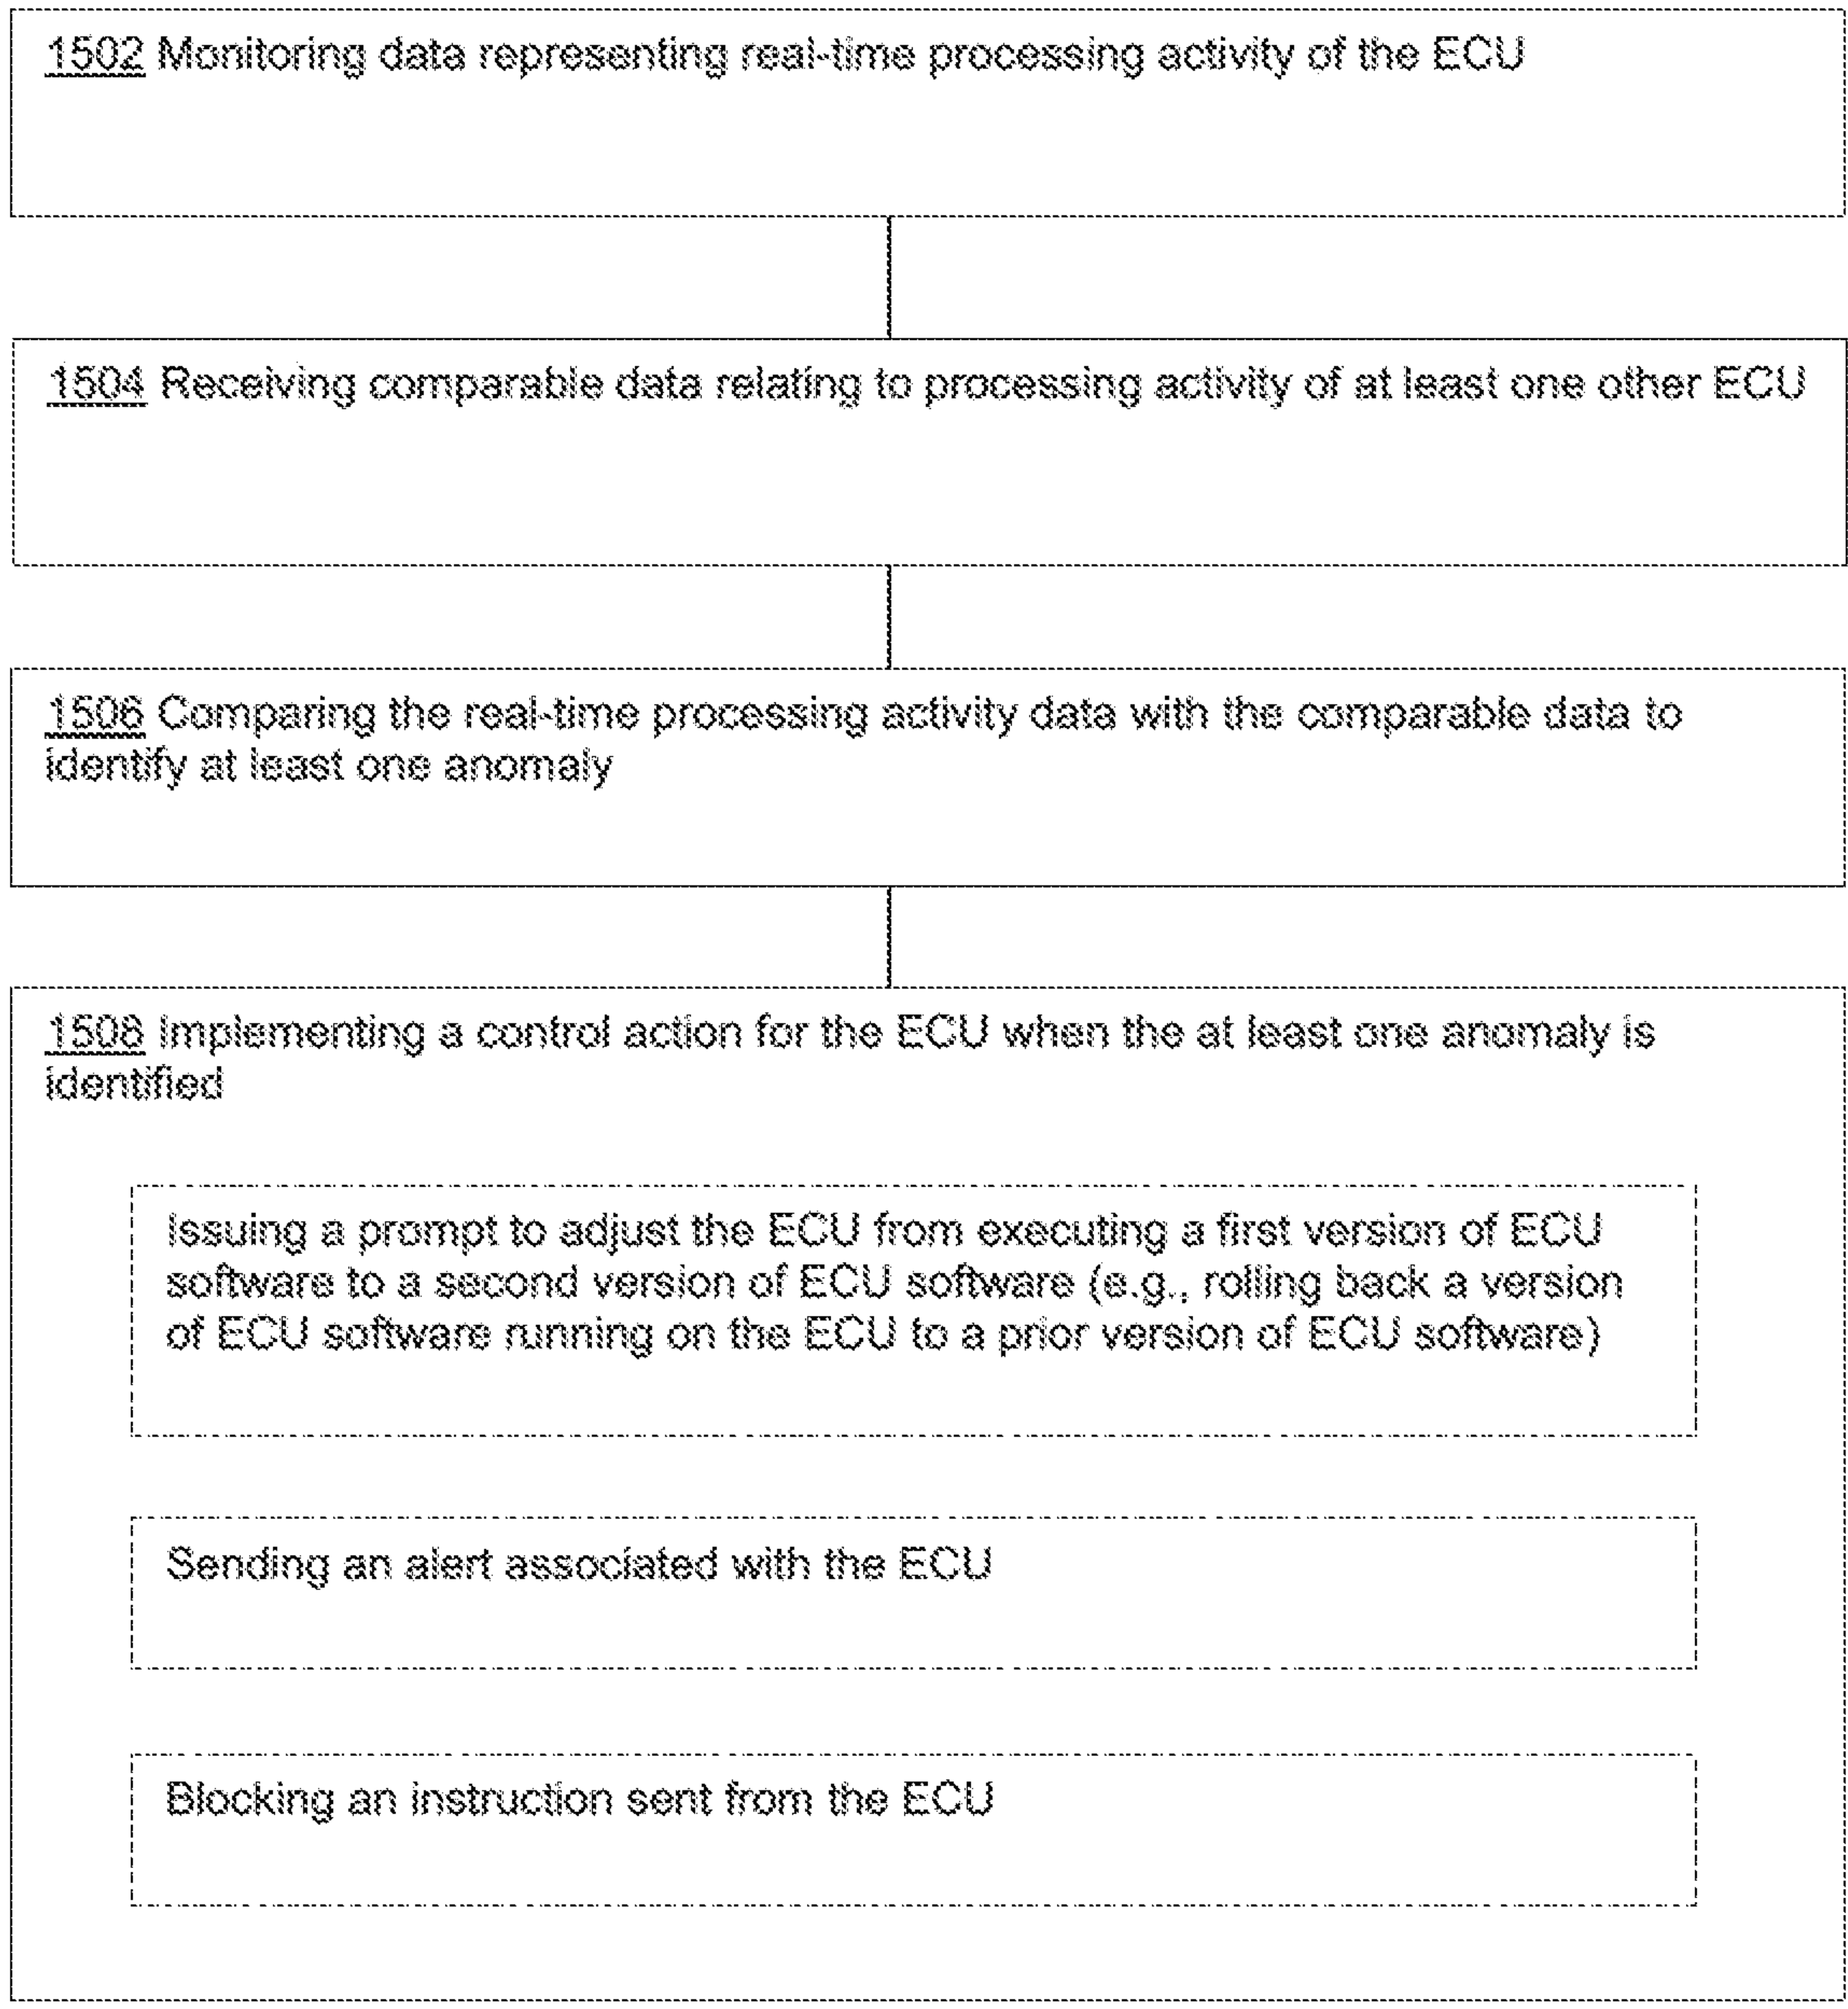 1502 Monitoring data representing real-time processing activity of the ECU
1504 Receiving comparable data relating to processing activity of at least one other ECU
1506 Comparing the real-time processing activity data with the comparable data to
identify at least one anomaly
1508 Implementing a control action for the ECU when the at least one anomaly is
identified
Issuing a prompt to adjust the ECU from executing a first version of ECU
software to a second version of ECU software (e.g., rolling back a version
of ECU software running on the ECU to a prior version of ECU software)
Sending an alert associated with the ECU
Blocking an instruction sent from the ECU